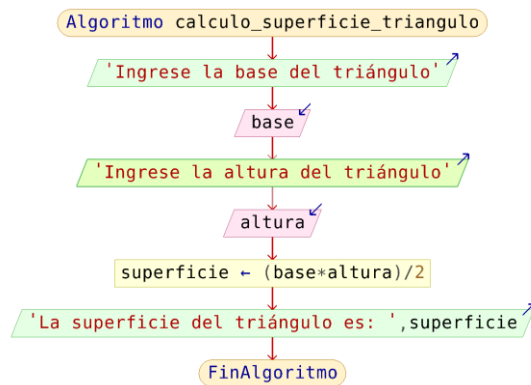 Algoritmo calculo_superficie_triangulo
'Ingrese la base del triángulo'
base
'Ingrese la altura del triángulo'
altura
superficie ← (base*altura)/2
'La superficie del triángulo es: ',superficie
FinAlgoritmo